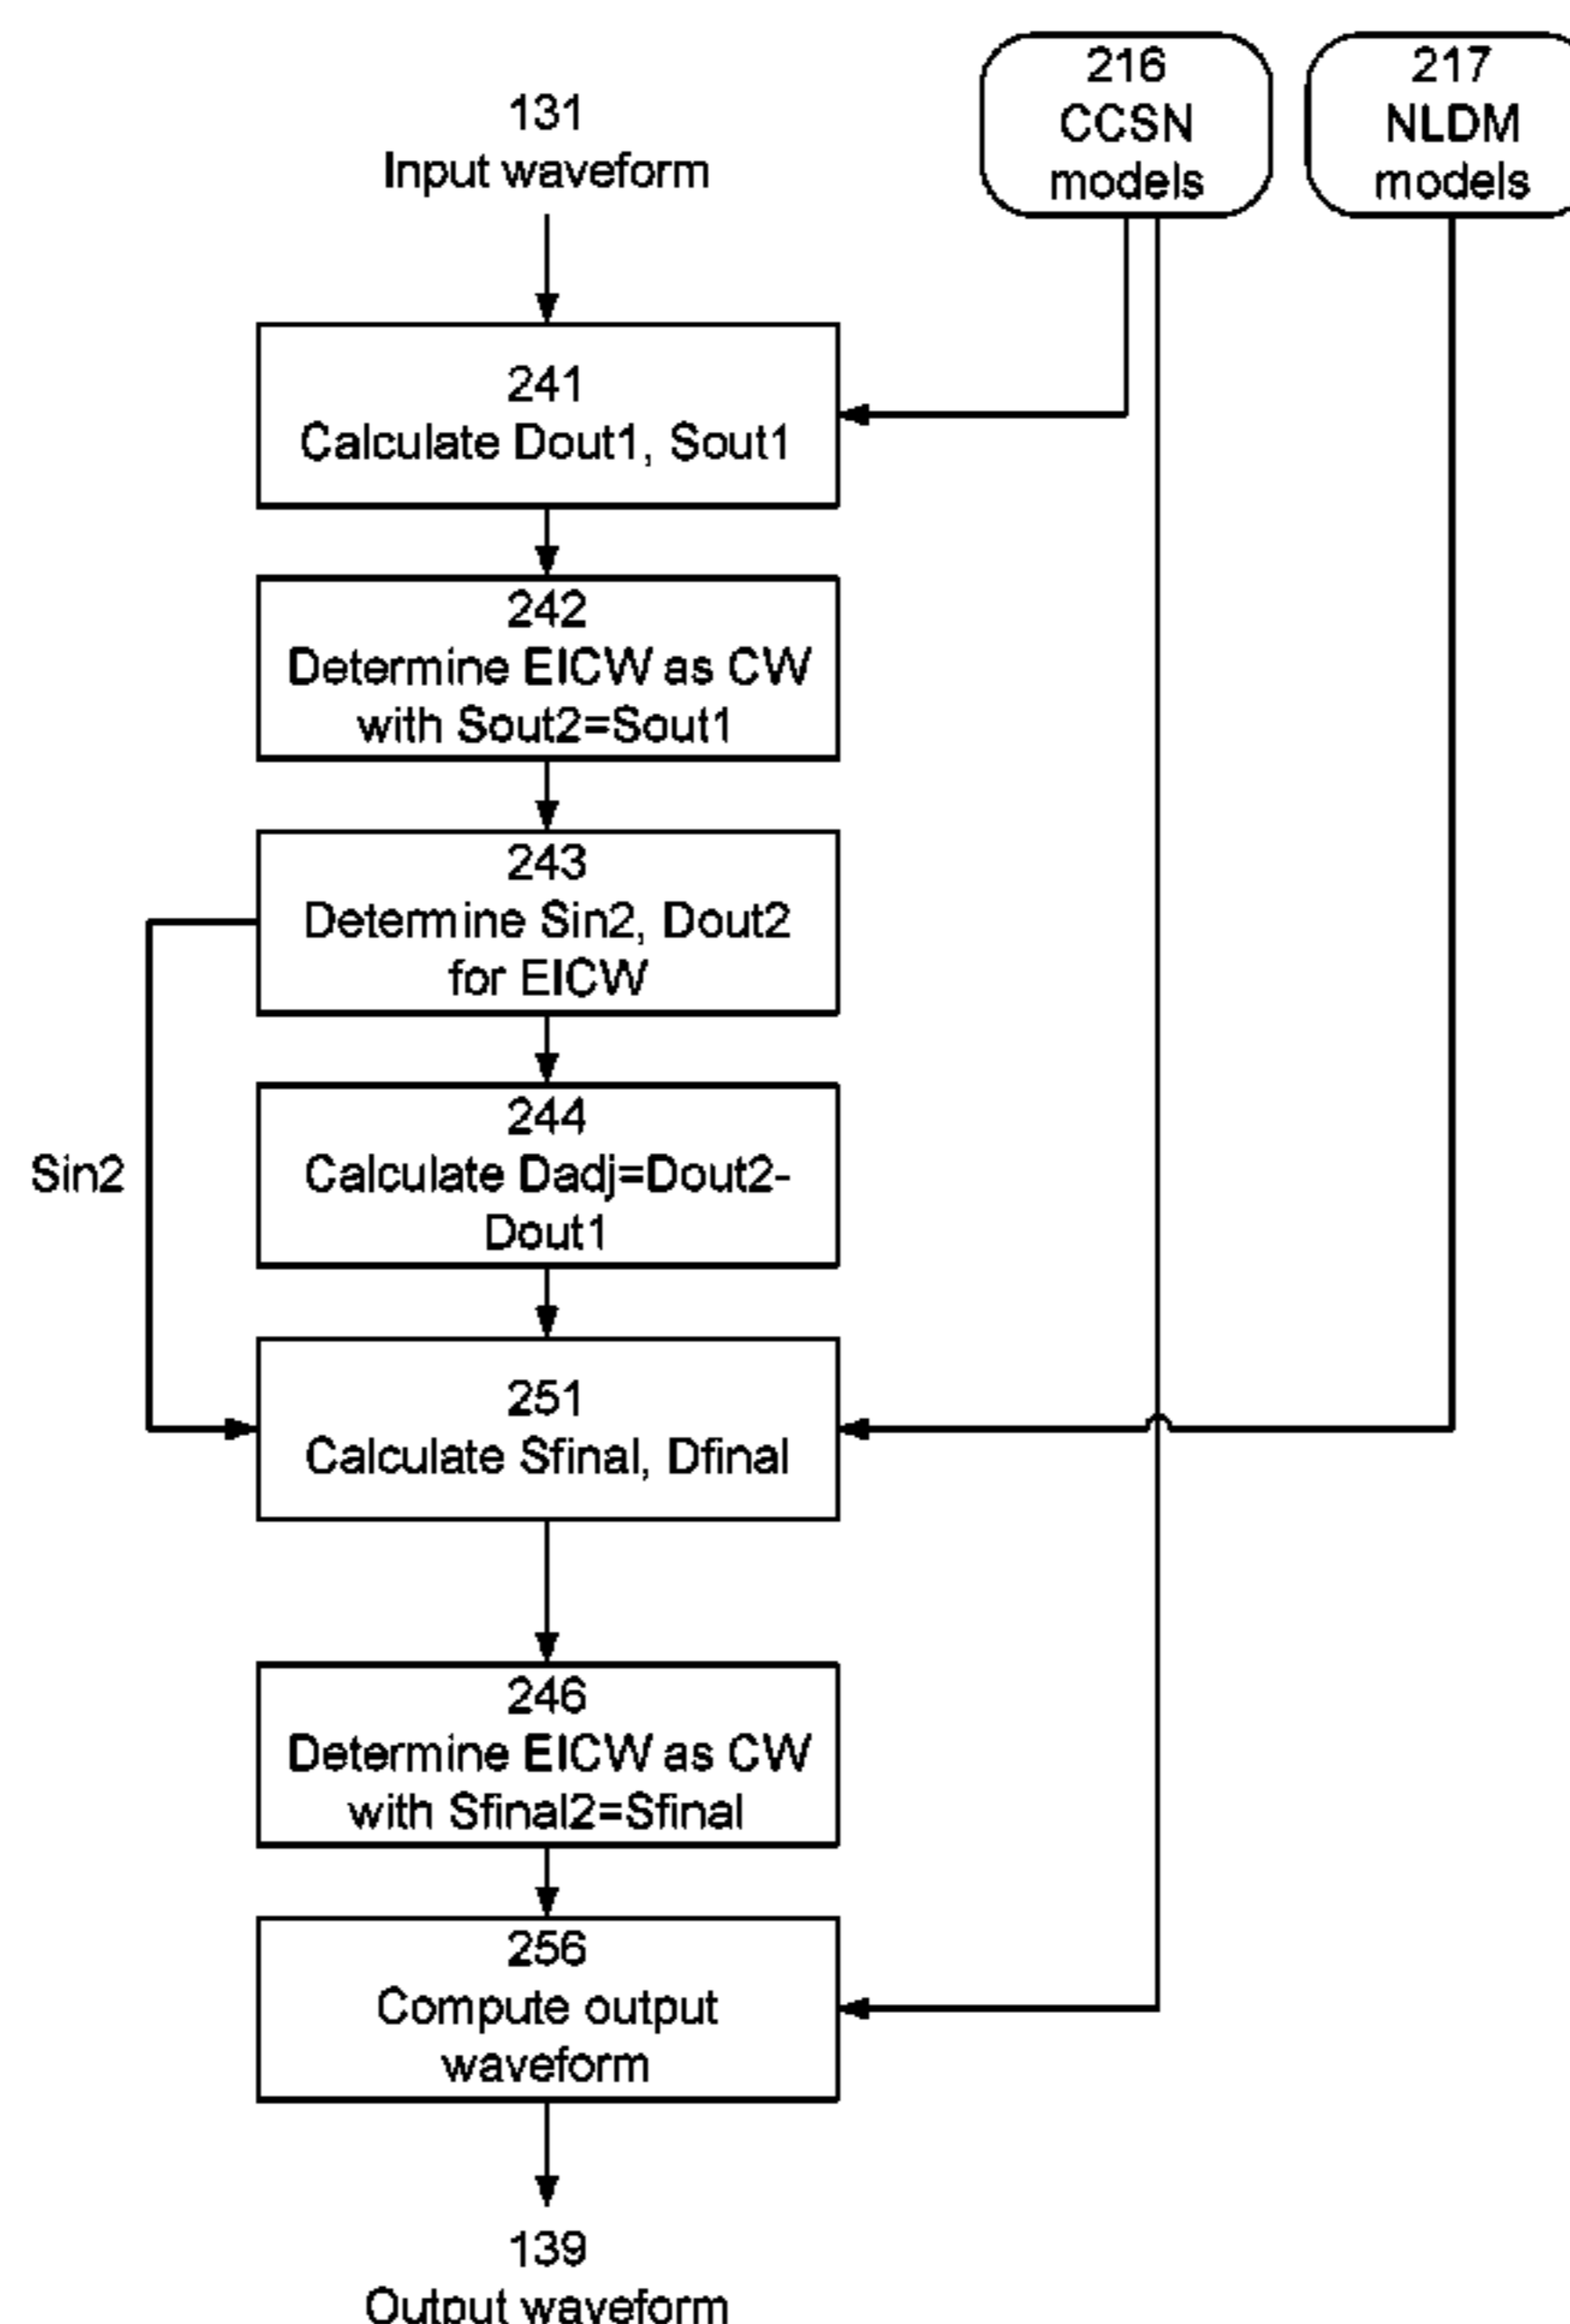 216
CCSN
models
217
NLDM
models
131
Input waveform
241
Calculate Dout1, Sout1
242
Determine EICW as CW
with Sout2=Sout1
243
Determine Sin2, Dout2
for EICW
244
Calculate Dadj=Dout2-
Dout1
Sin2
251
Calculate Sfinal, Dfinal
246
Determine EICW as CW
with Sfinal2=Sfinal
256
Compute output
waveform
139
Output waveform